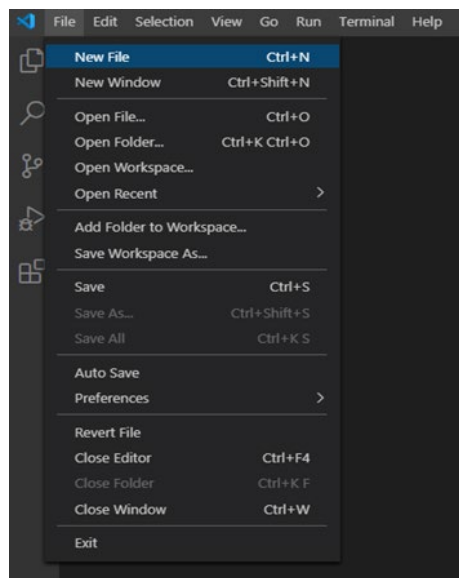 File Edit Selection View Go Run Terminal Help
New File Ctrl+N
New Window Ctrl+Shift+N
Open File... Ctrl+O
Open Folder... Ctrl+K Ctrl+O
Open Workspace...
Open Recent >
Add Folder to Workspace...
Save Workspace As...
Save Ctrl+S
Save As... Ctrl+Shift+S
Save All Ctrl+K S
Auto Save
Preferences >
Revert File
Close Editor Ctrl+F4
Close Folder Ctrl+K F
Close Window Ctrl+W
Exit